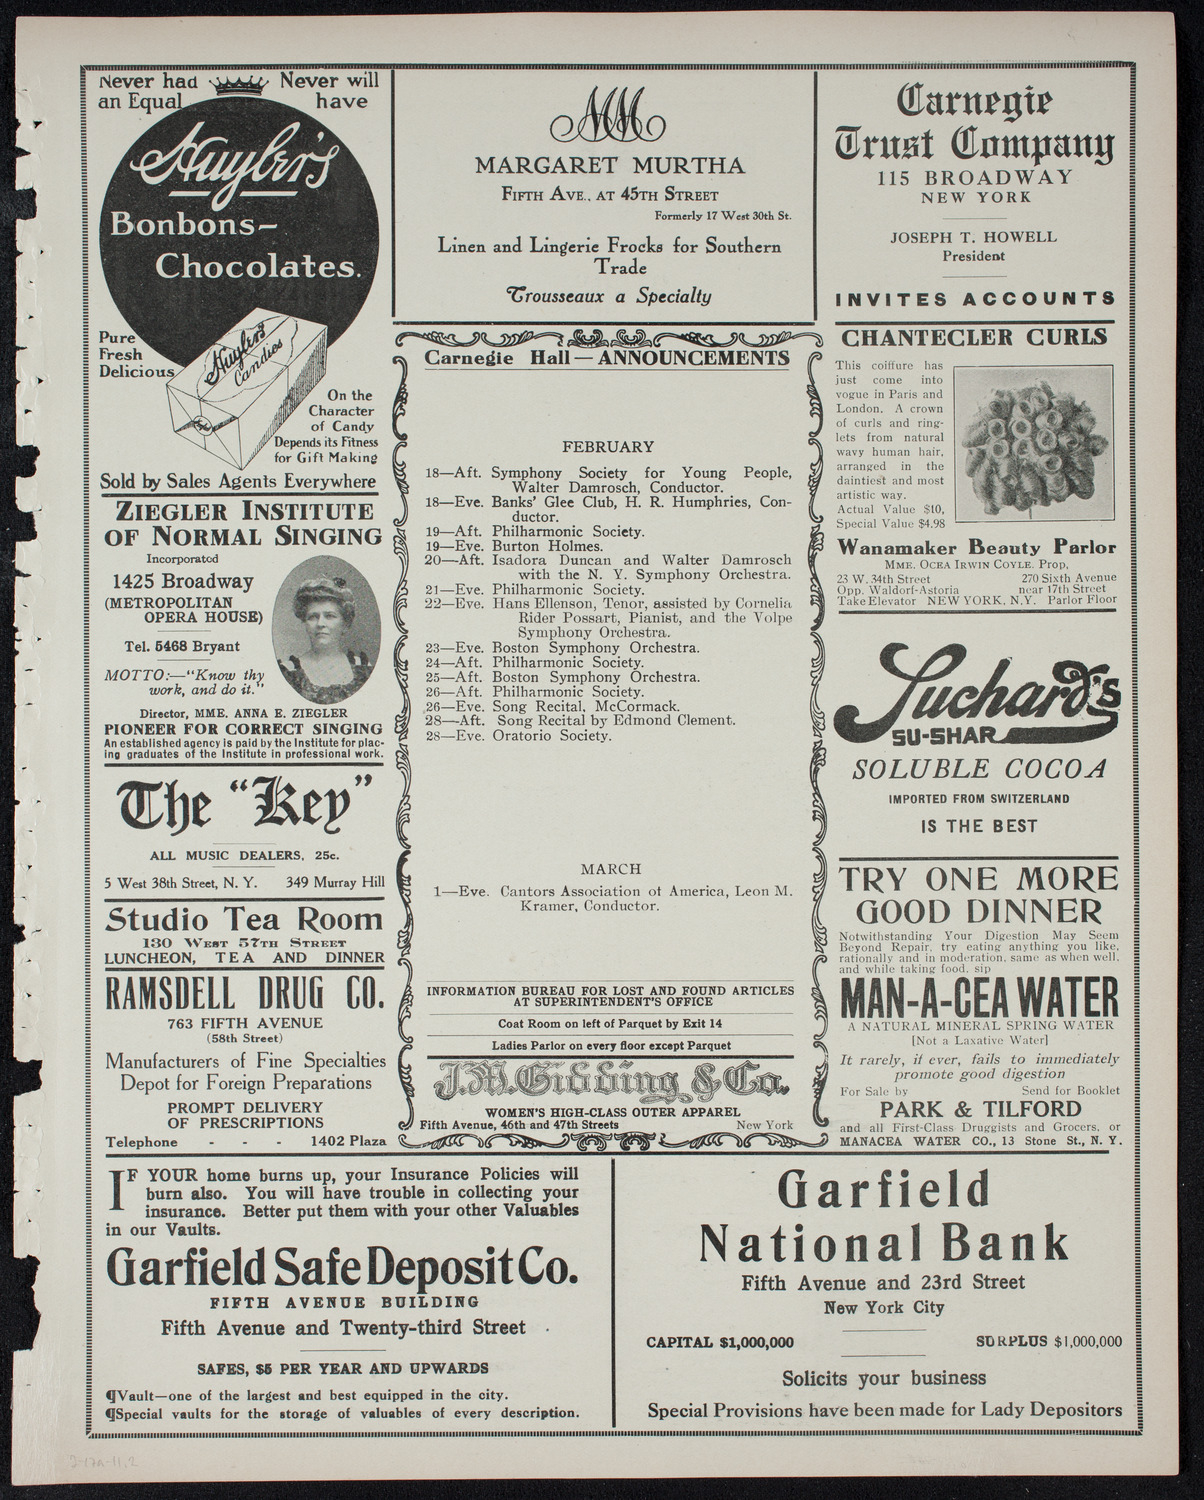 Never had Never will
an Equal have
Huyler's
Bonbons–
Chocolates.
Pure
Fresh
Delicious
Huyler's
Candies
On the
Character
of Candy
Depends its Fitness
for Gift Making
Sold by Sales Agents Everywhere
ZIEGLER INSTITUTE
OF NORMAL SINGING
Incorporated
1425 Broadway
(METROPOLITAN
OPERA HOUSE)
Tel. 5468 Bryant
MOTTO:—"Know thy
work, and do it."
Director, MME. ANNA E. ZIEGLER
PIONEER FOR CORRECT SINGING
An established agency is paid by the Institute for plac-
ing graduates of the Institute in professional work.
The "Key"
ALL MUSIC DEALERS, 25c.
5 West 38th Street, N. Y. 349 Murray Hill
Studio Tea Room
130 WEST 57TH STREET
LUNCHEON, TEA AND DINNER
RAMSDELL DRUG CO.
763 FIFTH AVENUE
(58th Street)
Manufacturers of Fine Specialties
Depot for Foreign Preparations
PROMPT DELIVERY
OF PRESCRIPTIONS
Telephone - - - 1402 Plaza
MM
MARGARET MURTHA
FIFTH AVE., AT 45TH STREET
Formerly 17 West 30th St.
Linen and Lingerie Frocks for Southern
Trade
Trousseaux a Specialty
Carnegie Hall—ANNOUNCEMENTS
FEBRUARY
18—Aft. Symphony Society for Young People,
Walter Damrosch, Conductor.
18—Eve. Banks' Glee Club, H. R. Humphries, Con-
ductor.
19—Aft. Philharmonic Society.
19—Eve. Burton Holmes.
20—Aft. Isadora Duncan and Walter Damrosch
with the N. Y. Symphony Orchestra.
21—Eve. Philharmonic Society.
22—Eve. Hans Ellenson, Tenor, assisted by Cornelia
Rider Possart, Pianist, and the Volpe
Symphony Orchestra.
23—Eve. Boston Symphony Orchestra.
24—Aft. Philharmonic Society.
25—Aft. Boston Symphony Orchestra.
26—Aft. Philharmonic Society.
26—Eve. Song Recital, McCormack.
28—Aft. Song Recital by Edmond Clement.
28—Eve. Oratorio Society.
MARCH
1—Eve. Cantors Association of America, Leon M.
Kramer, Conductor.
INFORMATION BUREAU FOR LOST AND FOUND ARTICLES
AT SUPERINTENDENT'S OFFICE
Coat Room on left of Parquet by Exit 14
Ladies Parlor on every floor except Parquet
J.M.Gidding & Co.
WOMEN'S HIGH-CLASS OUTER APPAREL
Fifth Avenue, 46th and 47th Streets New York
Carnegie
Trust Company
115 BROADWAY
NEW YORK
JOSEPH T. HOWELL
President
INVITES ACCOUNTS
CHANTECLER CURLS
This coiffure has
just come into
vogue in Paris and
London. A crown
of curls and ring-
lets from natural
wavy human hair,
arranged in the
daintiest and most
artistic way.
Actual Value $10,
Special Value $4.98
Wanamaker Beauty Parlor
MME. OCEA IRWIN COYLE, Prop,
23 W. 34th Street 270 Sixth Avenue
Opp. Waldorf-Astoria near 17th Street
Take Elevator NEW YORK, N.Y. Parlor Floor
Suchard's
SU-SHAR
SOLUBLE COCOA
IMPORTED FROM SWITZERLAND
IS THE BEST
TRY ONE MORE
GOOD DINNER
Notwithstanding Your Digestion May Seem
Beyond Repair, try eating anything you like,
rationally and in moderation, same as when well,
and while taking food, sip
MAN-A-CEA WATER
A NATURAL MINERAL SPRING WATER
[Not a Laxative Water]
It rarely, if ever, fails to immediately
promote good digestion
For Sale by Send for Booklet
PARK & TILFORD
and all First-Class Druggists and Grocers, or
MANACEA WATER CO., 13 Stone St., N. Y.
IF YOUR home burns up, your Insurance Policies will
burn also. You will have trouble in collecting your
insurance. Better put them with your other Valuables
in our Vaults.
Garfield Safe Deposit Co.
FIFTH AVENUE BUILDING
Fifth Avenue and Twenty-third Street
SAFES, $5 PER YEAR AND UPWARDS
¶Vault—one of the largest and best equipped in the city.
¶Special vaults for the storage of valuables of every description.
Garfield
National Bank
Fifth Avenue and 23rd Street
New York City
CAPITAL $1,000,000 SURPLUS $1,000,000
Solicits your business
Special Provisions have been made for Lady Depositors